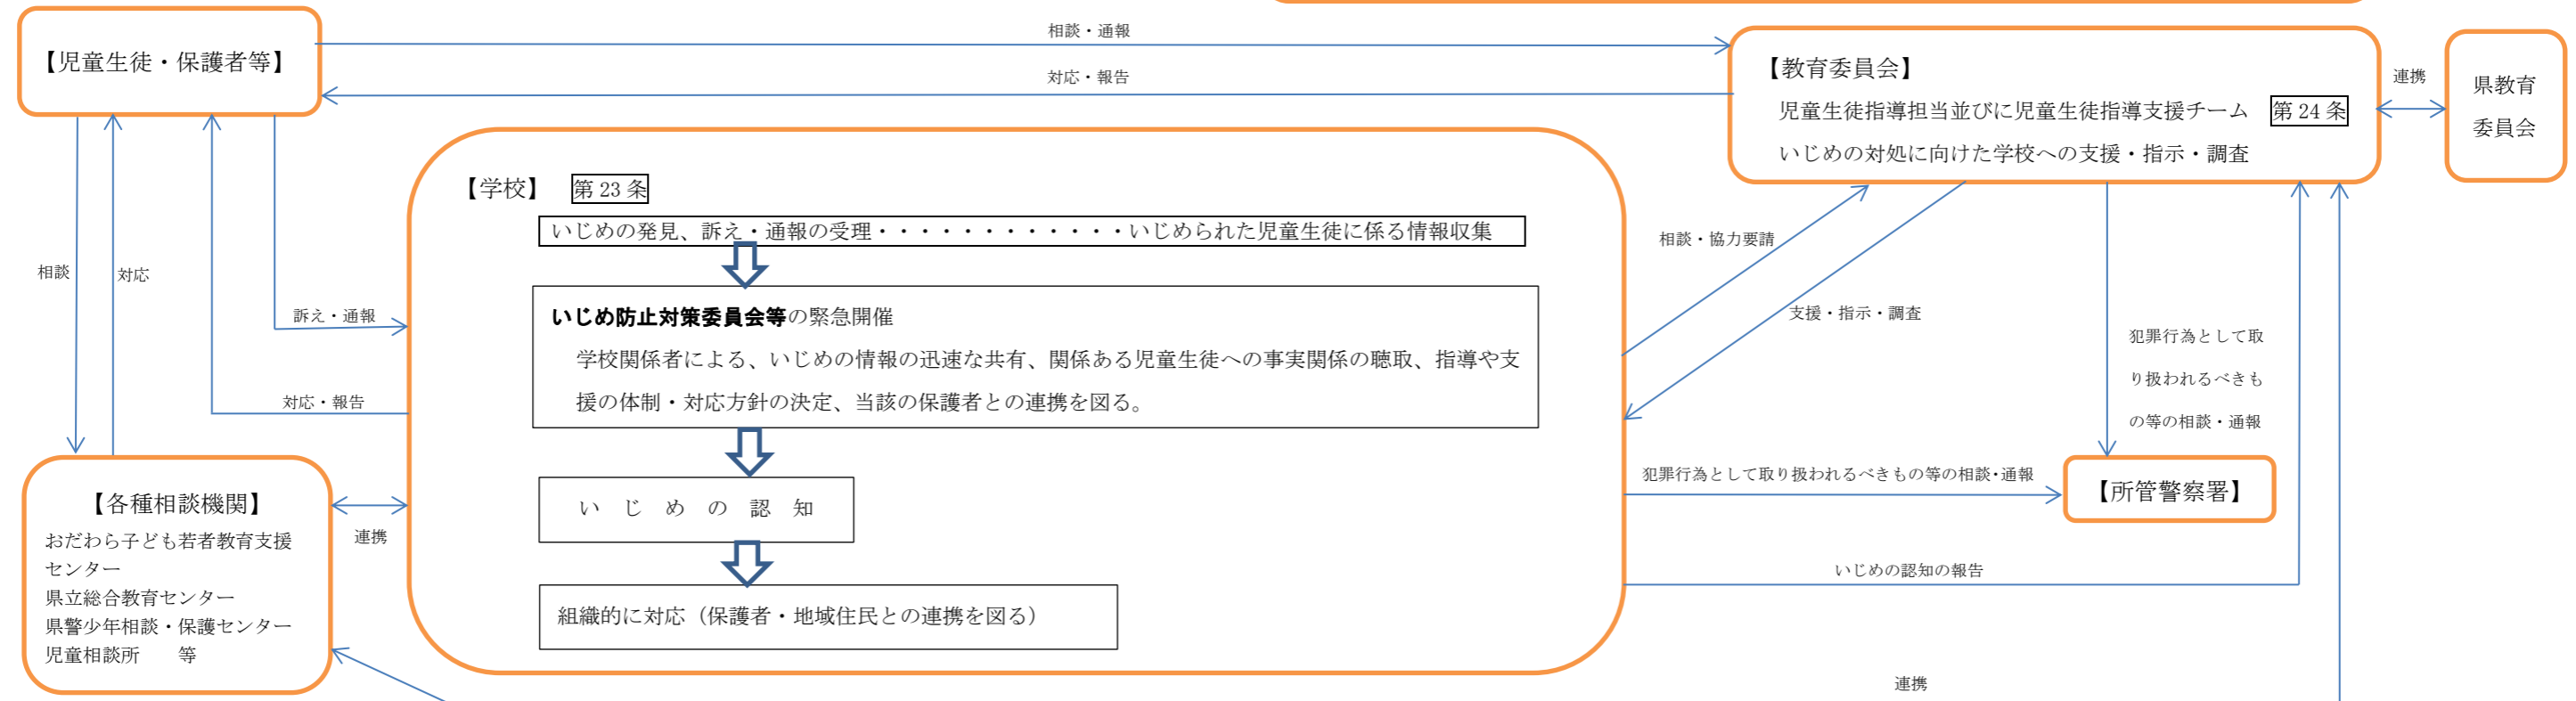 相談・通報
【児童生徒・保護者等】
対応・報告
【教育委員会】
児童生徒指導担当並びに児童生徒指導支援チーム 第24条
いじめの対処に向けた学校への支援・指示・調査
連携
県教育
委員会
【学校】 第23条
いじめの発見、訴え・通報の受理・・・・・・・・・・・・いじめられた児童生徒に係る情報収集
いじめ防止対策委員会等の緊急開催
学校関係者による、いじめの情報の迅速な共有、関係ある児童生徒への事実関係の聴取、指導や支
援の体制・対応方針の決定、当該の保護者との連携を図る。
いじめの認知
組織的に対応（保護者・地域住民との連携を図る）
相談
対応
訴え・通報
対応・報告
相談・協力要請
支援・指示・調査
犯罪行為として取
り扱われるべきも
の等の相談・通報
犯罪行為として取り扱われるべきもの等の相談・通報
【所管警察署】
いじめの認知の報告
【各種相談機関】
おだわら子ども若者教育支援
センター
県立総合教育センター
県警少年相談・保護センター
児童相談所 等
連携
連携